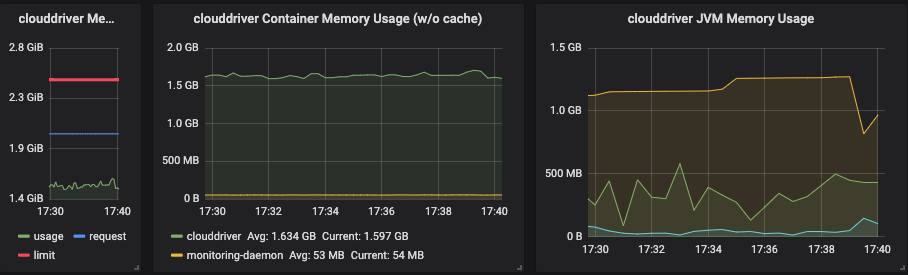 clouddriver Me...
2.8 GiB
2.3 GiB
1.9 GiB
1.4 GiB
17:30 17:40
usage request
limit
clouddriver Container Memory Usage (w/o cache)
2.0 GB
1.5 GB
1.0 GB
500 MB
0 B
17:30 17:32 17:34 17:36 17:38 17:40
clouddriver Avg: 1.634 GB Current: 1.597 GB
monitoring-daemon Avg: 53 MB Current: 54 MB
clouddriver JVM Memory Usage
1.5 GB
1.0 GB
500 MB
0 B
17:30 17:32 17:34 17:36 17:38 17:40